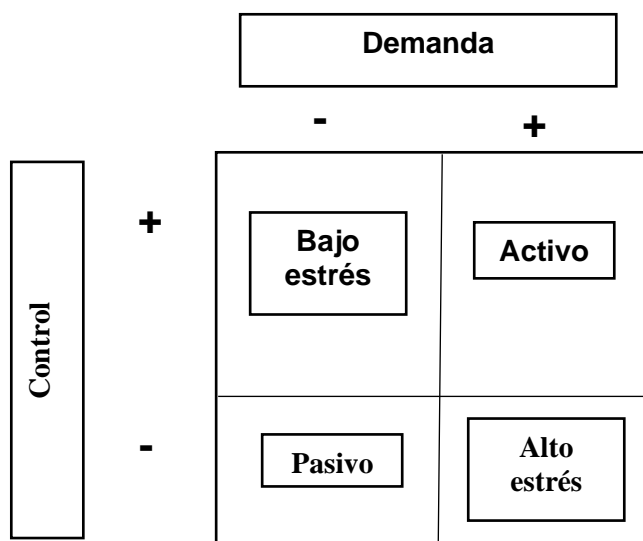 Demanda
-
+
+
Bajo
estrés
Activo
Control
-
Pasivo
Alto
estrés